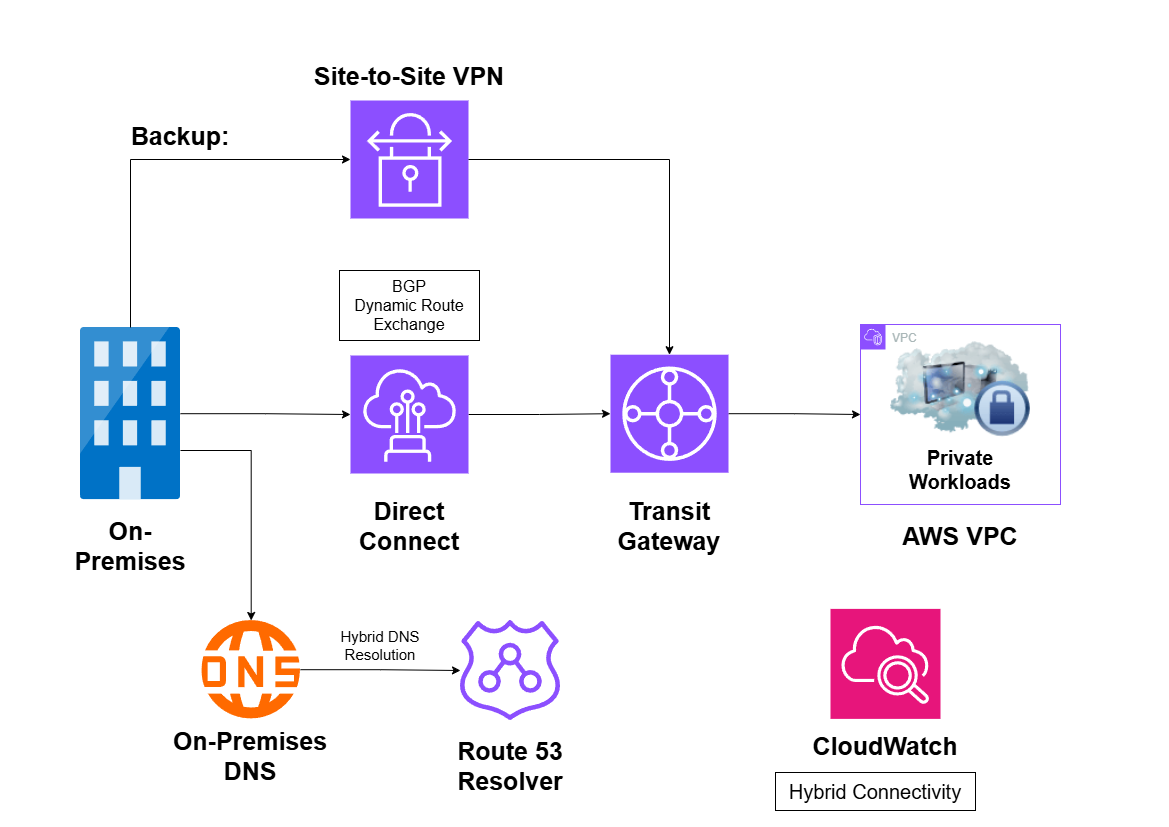 Site-to-Site VPN
Backup:
BGP
Dynamic Route
Exchange
VPC
Private
Workloads
Direct
Connect
Transit
Gateway
On-
Premises
AWS VPC
DNS
Hybrid DNS
Resolution
On-Premises
DNS
Route 53
Resolver
CloudWatch
Hybrid Connectivity